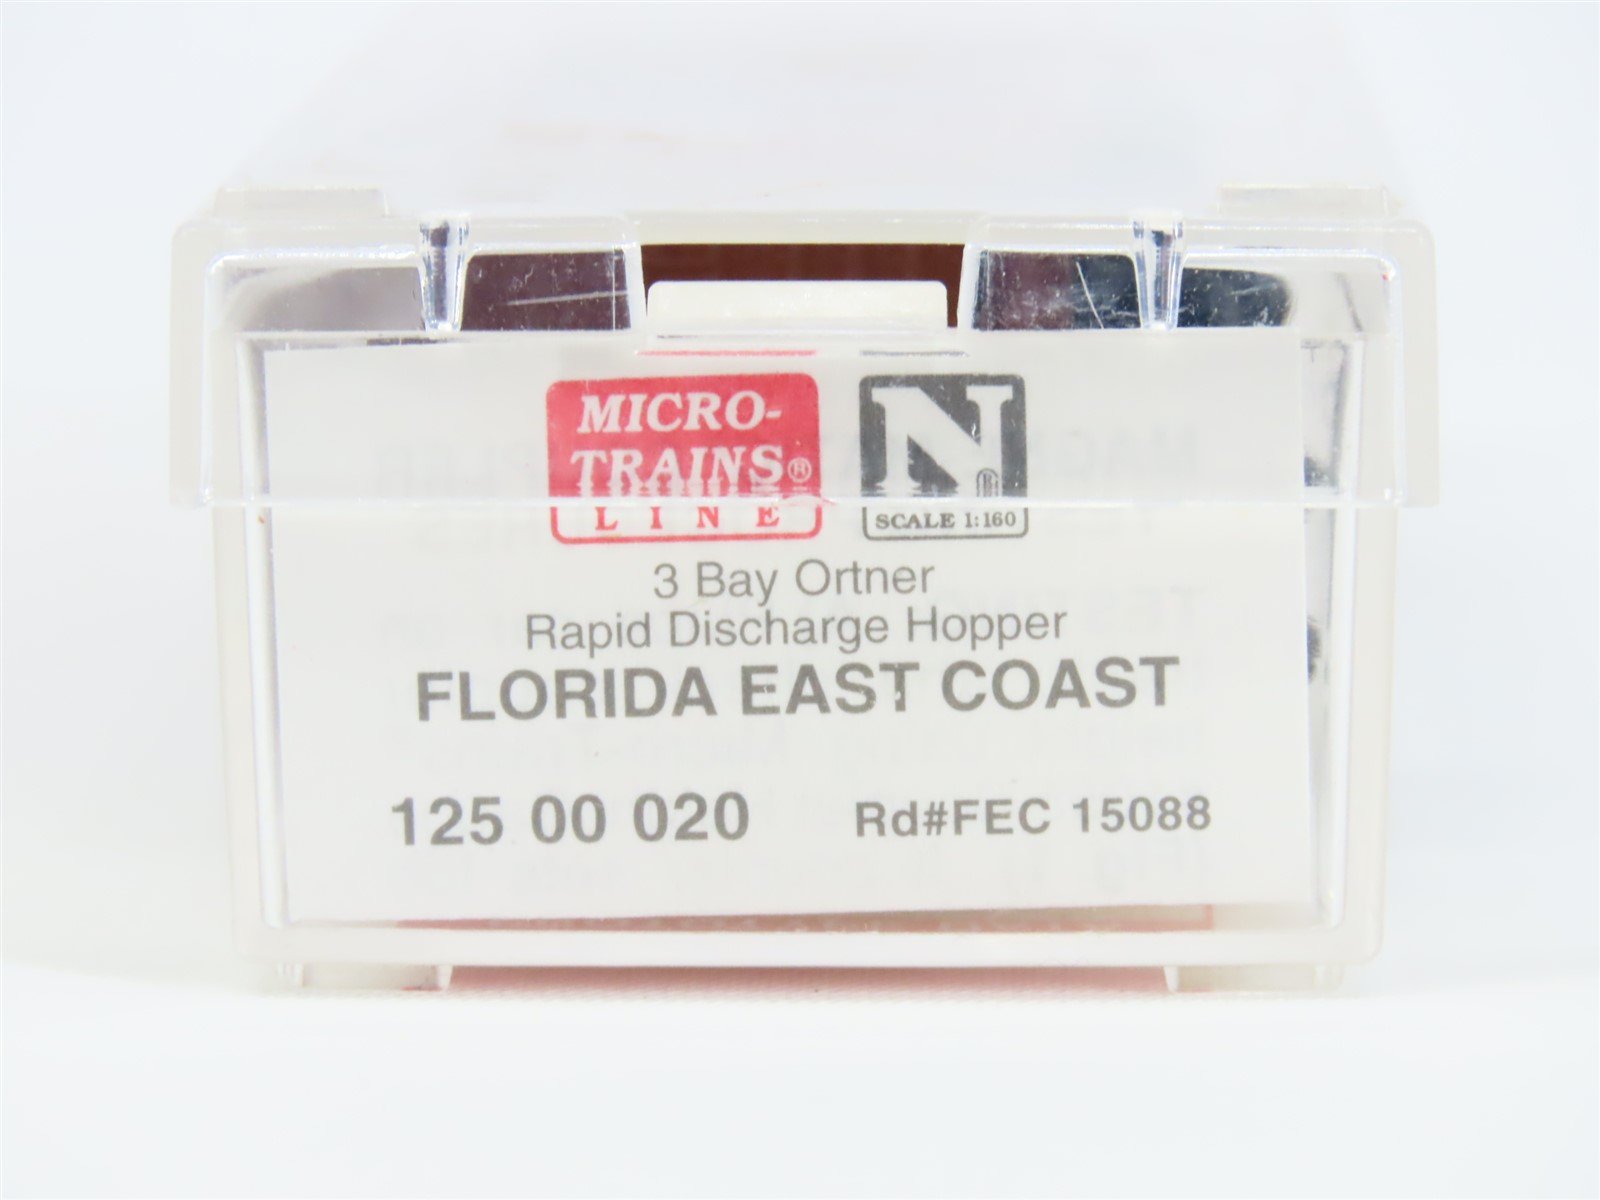 MICRO-
TRAINS®
LINE
N®
SCALE 1:160
3 Bay Ortner
Rapid Discharge Hopper
FLORIDA EAST COAST
125 00 020 Rd#FEC 15088